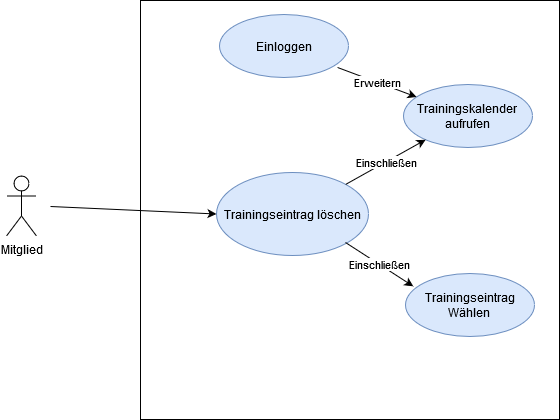 Einloggen
Erweitern
Trainingskalender
aufrufen
Einschließen
Trainingseintrag löschen
Mitglied
Einschließen
Trainingseintrag
Wählen